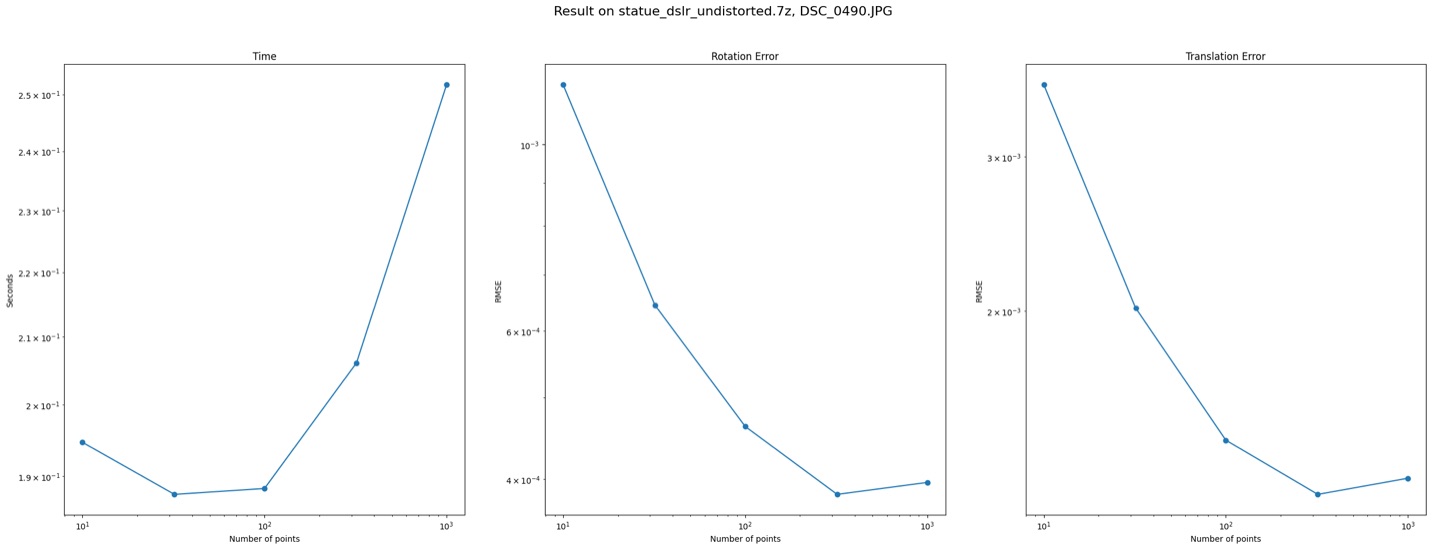 Result on statue_dslr_undistorted.7z, DSC_0490.JPG
Time
2.5 × 10⁻¹
2.4 × 10⁻¹
2.3 × 10⁻¹
2.2 × 10⁻¹
2.1 × 10⁻¹
2 × 10⁻¹
1.9 × 10⁻¹
Seconds
10¹ 10² 10³
Number of points
Rotation Error
10⁻³
6 × 10⁻⁴
4 × 10⁻⁴
RMSE
10¹ 10² 10³
Number of points
Translation Error
3 × 10⁻³
2 × 10⁻³
RMSE
10¹ 10² 10³
Number of points